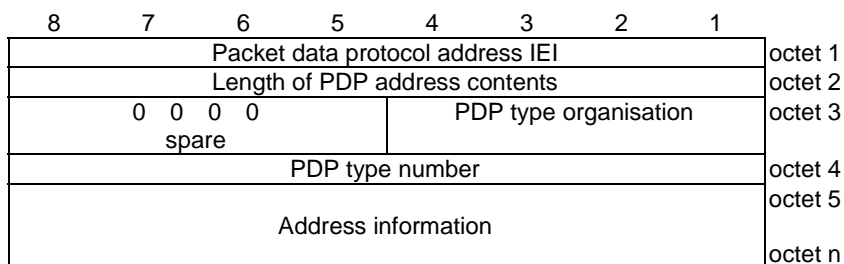 8 7 6 5 4 3 2 1
Packet data protocol address IEI octet 1
Length of PDP address contents octet 2
0 0 0 0 PDP type organisation octet 3
spare
PDP type number octet 4
octet 5
Address information
octet n